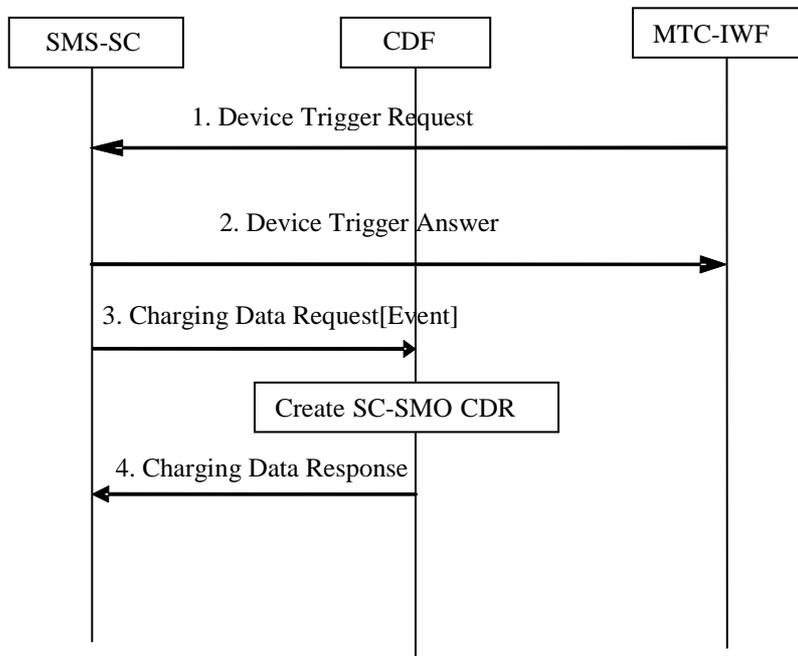 SMS-SC
CDF
MTC-IWF
1. Device Trigger Request
2. Device Trigger Answer
3. Charging Data Request[Event]
Create SC-SMO CDR
4. Charging Data Response